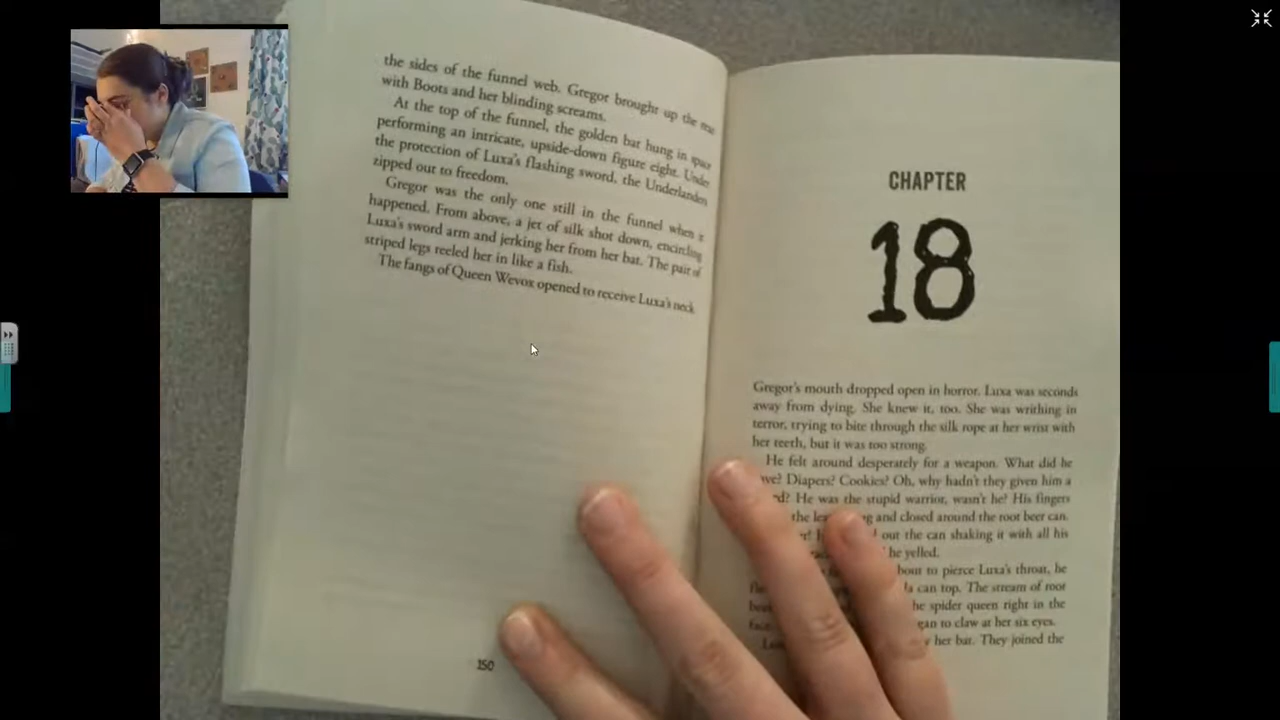 the sides of the funnel web. Gregor brought up the rear
with Boots and her blinding screams.
At the top of the funnel, the golden bat hung in space
performing an intricate, upside-down figure eight. Under
the protection of Luxa's flashing sword, the Underlanders
zipped out to freedom.
Gregor was the only one still in the funnel when it
happened. From above, a jet of silk shot down, encircling
Luxa's sword arm and jerking her from her bat. The pair of
striped legs reeled her in like a fish.
The fangs of Queen Wevox opened to receive Luxa's neck.
150
CHAPTER
18
Gregor's mouth dropped open in horror. Luxa was seconds
away from dying. She knew it, too. She was writhing in
terror, trying to bite through the silk rope at her wrist with
her teeth, but it was too strong.
He felt around desperately for a weapon. What did he
? Diapers? Cookies? Oh, why hadn't they given him a
? He was the stupid warrior, wasn't he? His fingers
the and closed around the root beer can.
out the can shaking it with all his
he yelled.
to pierce Luxa's throat, he
can top. The stream of root
spider queen right in the
to claw at her six eyes.
her bat. They joined the